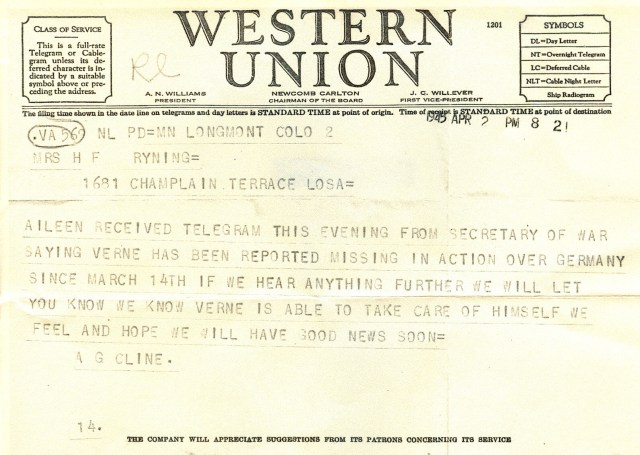 CLASS OF SERVICE
This is a full-rate
Telegram or Cable-
gram unless its de-
ferred character is in-
dicated by a suitable
symbol above or pre-
ceding the address.
WESTERN
UNION
1201
A. N. WILLIAMS
PRESIDENT
NEWCOMB CARLTON
CHAIRMAN OF THE BOARD
J. C. WILLEVER
FIRST VICE-PRESIDENT
SYMBOLS
DL=Day Letter
NT=Overnight Telegram
LC=Deferred Cable
NLT=Cable Night Letter
Ship Radiogram
The filing time shown in the date line on telegrams and day letters is STANDARD TIME at point of origin. Time of receipt is STANDARD TIME at point of destination
1945 APR 2 PM 8 21
.VA 569 NL PD=MN LONGMONT COLO 2
MRS H F RYNING=
1681 CHAMPLAIN TERRACE LOSA=
AILEEN RECEIVED TELEGRAM THIS EVENING FROM SECRETARY OF WAR
SAYING VERNE HAS BEEN REPORTED MISSING IN ACTION OVER GERMANY
SINCE MARCH 14TH IF WE HEAR ANYTHING FURTHER WE WILL LET
YOU KNOW WE KNOW VERNE IS ABLE TO TAKE CARE OF HIMSELF WE
FEEL AND HOPE WE WILL HAVE GOOD NEWS SOON=
A G CLINE.
14.
THE COMPANY WILL APPRECIATE SUGGESTIONS FROM ITS PATRONS CONCERNING ITS SERVICE